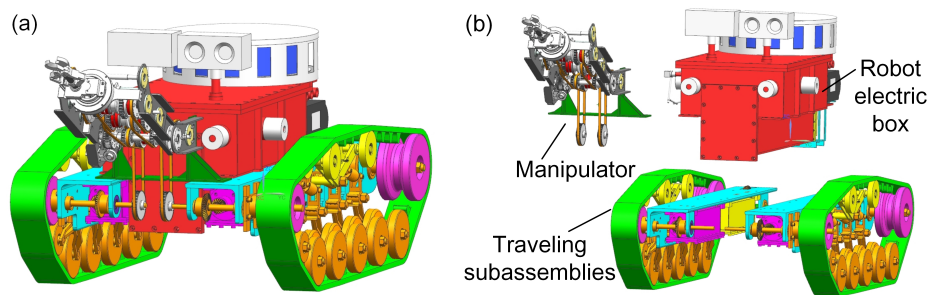 (a)
(b)
Robot
electric
box
Manipulator
Traveling
subassemblies